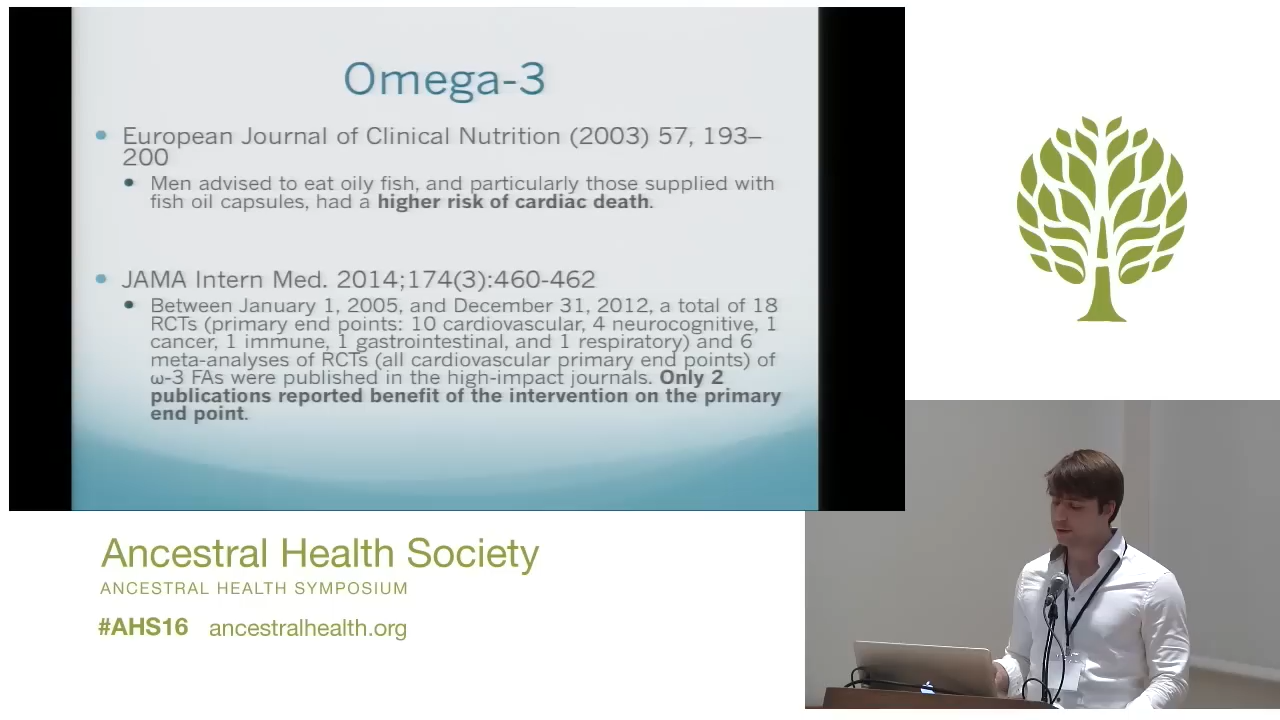 Omega-3
European Journal of Clinical Nutrition (2003) 57, 193–
200
Men advised to eat oily fish, and particularly those supplied with
fish oil capsules, had a higher risk of cardiac death.
JAMA Intern Med. 2014;174(3):460-462
Between January 1, 2005, and December 31, 2012, a total of 18
RCTs (primary end points: 10 cardiovascular, 4 neurocognitive, 1
cancer, 1 immune, 1 gastrointestinal, and 1 respiratory) and 6
meta-analyses of RCTs (all cardiovascular primary end points) of
ω-3 FAs were published in the high-impact journals. Only 2
publications reported benefit of the intervention on the primary
end point.
Ancestral Health Society
ANCESTRAL HEALTH SYMPOSIUM
#AHS16 ancestralhealth.org